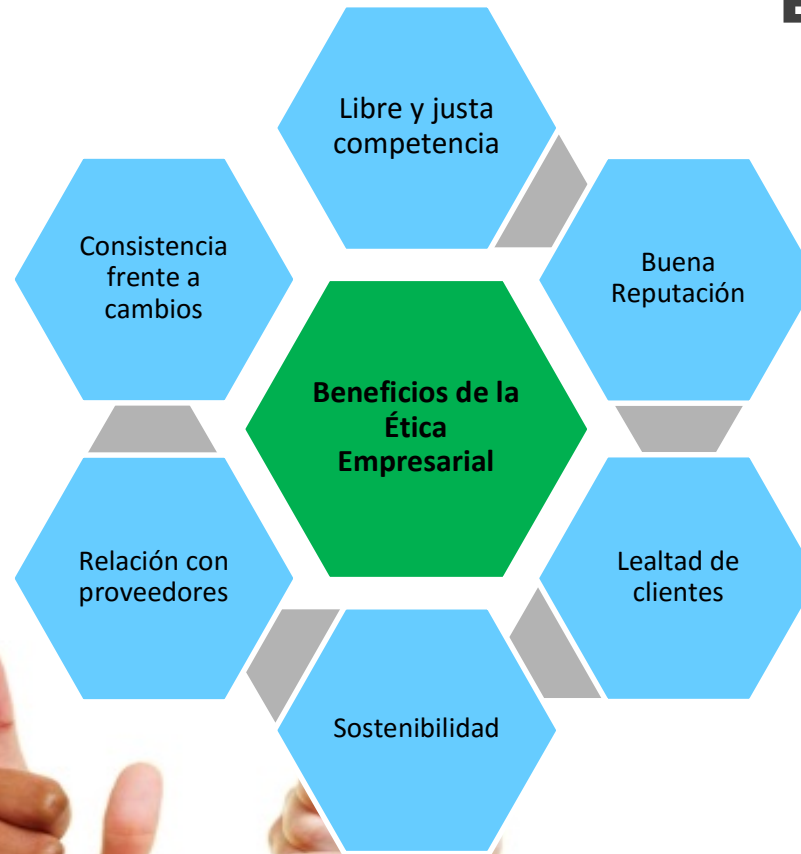 Libre y justa
competencia
Buena
Reputación
Lealtad de
clientes
Sostenibilidad
Relación con
proveedores
Consistencia
frente a
cambios
Beneficios de la
Ética
Empresarial